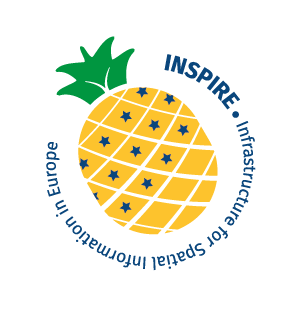 INSPIRE • Infrastructure for Spatial Information in Europe